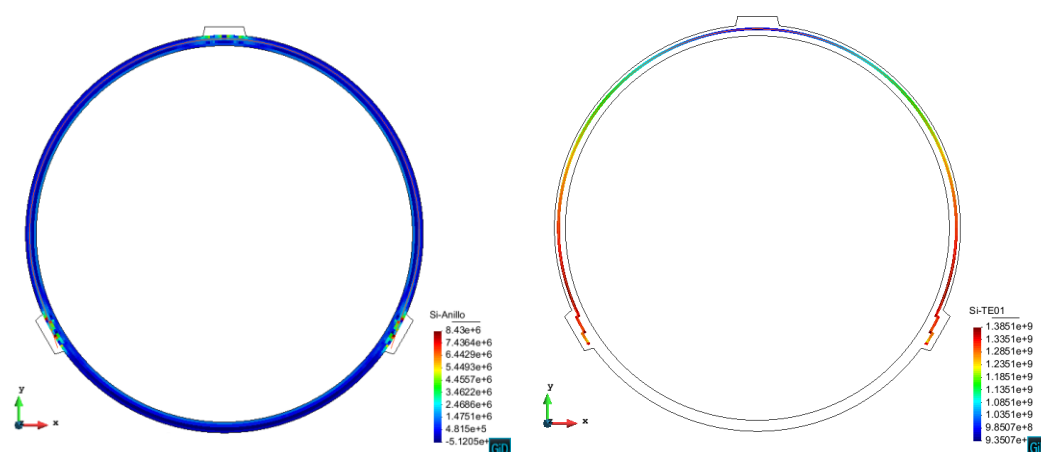 Si-Anillo
8.43e+6
7.4364e+6
6.4429e+6
5.4493e+6
4.4557e+6
3.4622e+6
2.4686e+6
1.4751e+6
4.815e+5
-5.1205e+
y
x
GiD
Si-TE01
1.3851e+9
1.3351e+9
1.2851e+9
1.2351e+9
1.1851e+9
1.1351e+9
1.0851e+9
1.0351e+9
9.8507e+8
9.3507e+
y
x
Gi